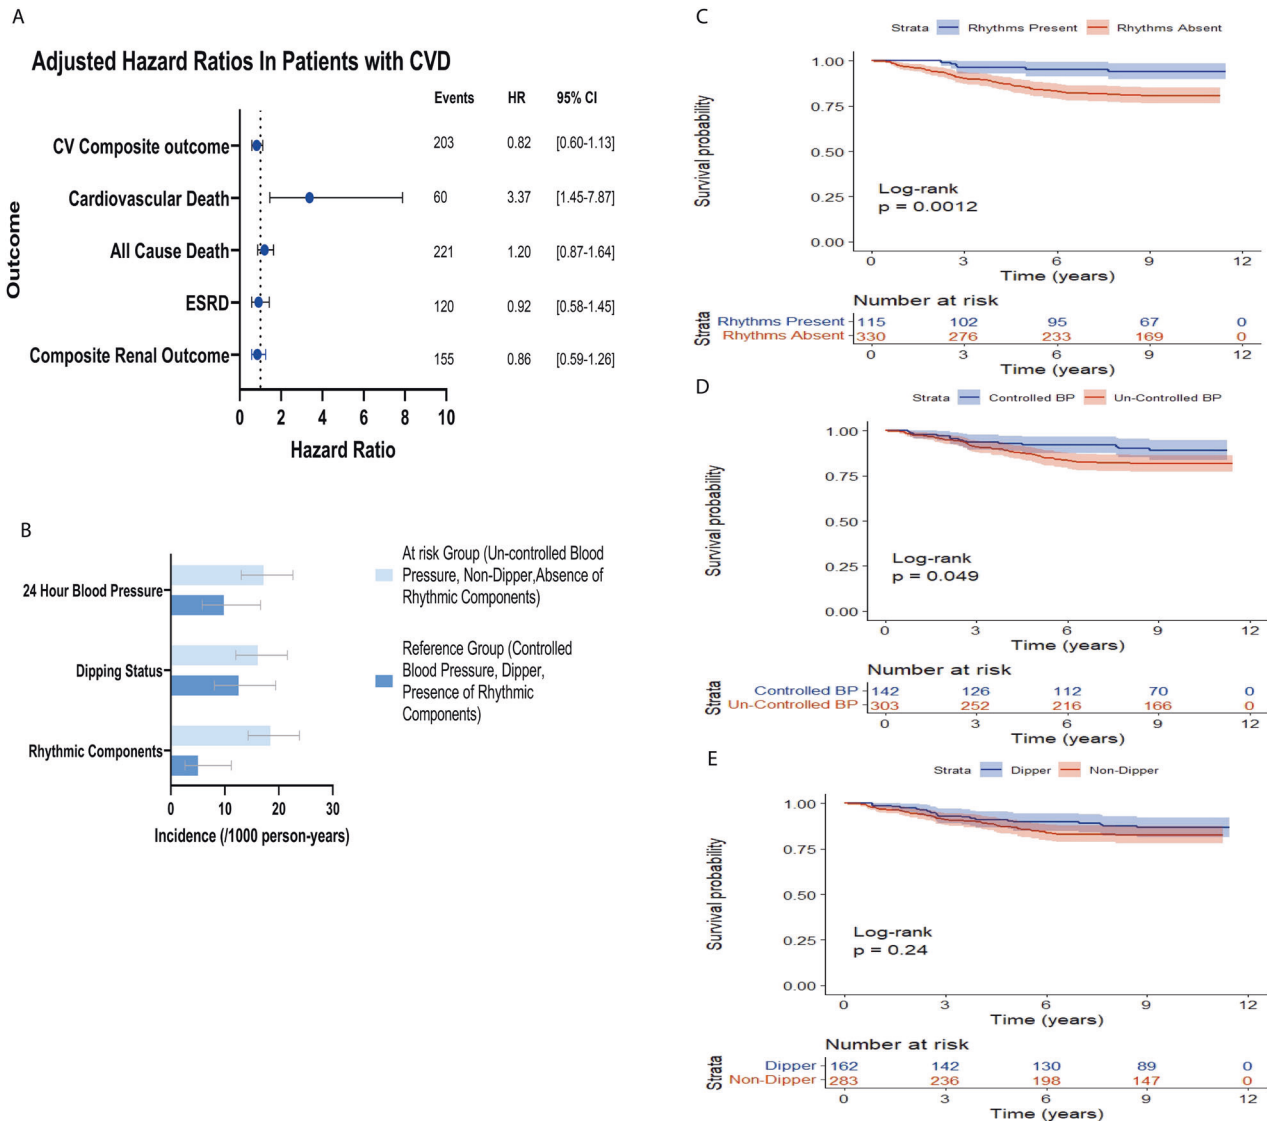 A
Adjusted Hazard Ratios In Patients with CVD
Events HR 95% CI
Outcome
CV Composite outcome 203 0.82 [0.60-1.13]
Cardiovascular Death 60 3.37 [1.45-7.87]
All Cause Death 221 1.20 [0.87-1.64]
ESRD 120 0.92 [0.58-1.45]
Composite Renal Outcome 155 0.86 [0.59-1.26]
0 2 4 6 8 10
Hazard Ratio
B
24 Hour Blood Pressure
Dipping Status
Rhythmic Components
0 10 20 30
Incidence (/1000 person-years)
At risk Group (Un-controlled Blood
Pressure, Non-Dipper,Absence of
Rhythmic Components)
Reference Group (Controlled
Blood Pressure, Dipper,
Presence of Rhythmic
Components)
C
Strata Rhythms Present Rhythms Absent
Survival probability
1.00
0.75
0.50
0.25
0.00
Log-rank
p = 0.0012
0 3 6 9 12
Time (years)
Number at risk
Strata
Rhythms Present 115 102 95 67 0
Rhythms Absent 330 276 233 169 0
0 3 6 9 12
Time (years)
D
Strata Controlled BP Un-Controlled BP
Survival probability
1.00
0.75
0.50
0.25
0.00
Log-rank
p = 0.049
0 3 6 9 12
Time (years)
Number at risk
Strata
Controlled BP 142 126 112 70 0
Un-Controlled BP 303 252 216 166 0
0 3 6 9 12
Time (years)
E
Strata Dipper Non-Dipper
Survival probability
1.00
0.75
0.50
0.25
0.00
Log-rank
p = 0.24
0 3 6 9 12
Time (years)
Number at risk
Strata
Dipper 162 142 130 89 0
Non-Dipper 283 236 198 147 0
0 3 6 9 12
Time (years)